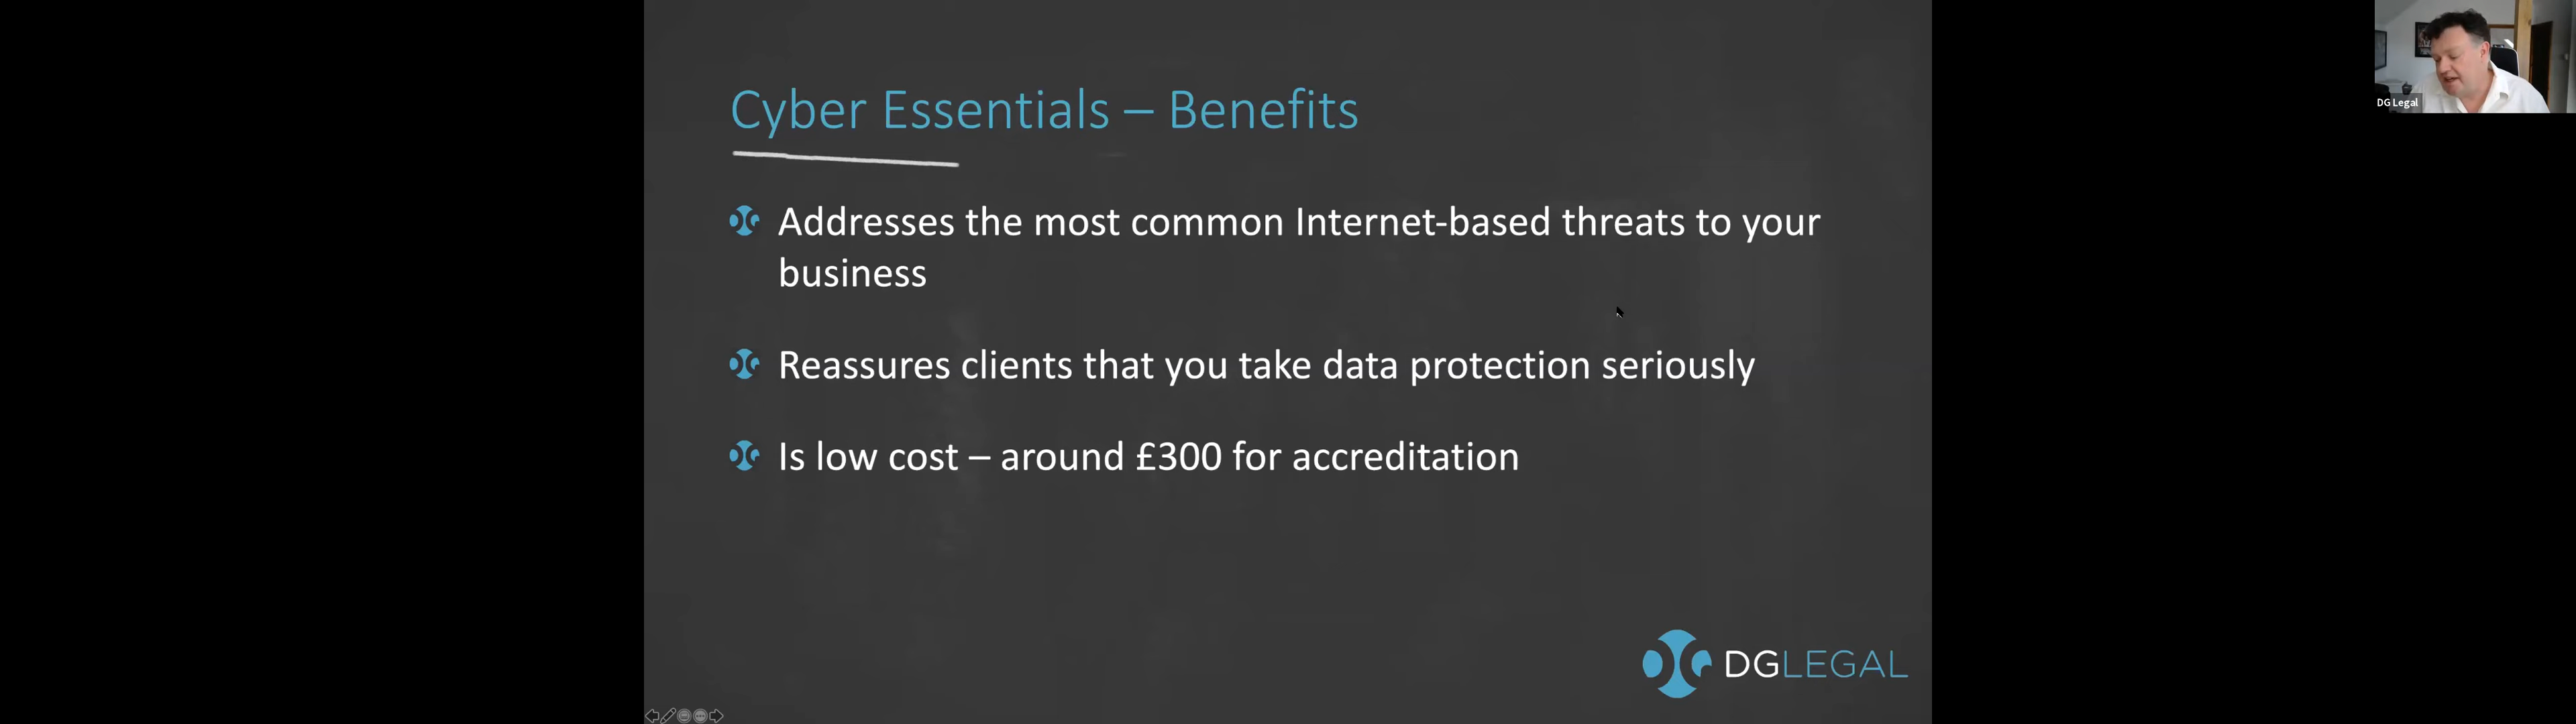 Cyber Essentials – Benefits
Addresses the most common Internet-based threats to your
business
Reassures clients that you take data protection seriously
Is low cost – around £300 for accreditation
DGLEGAL
DG Legal